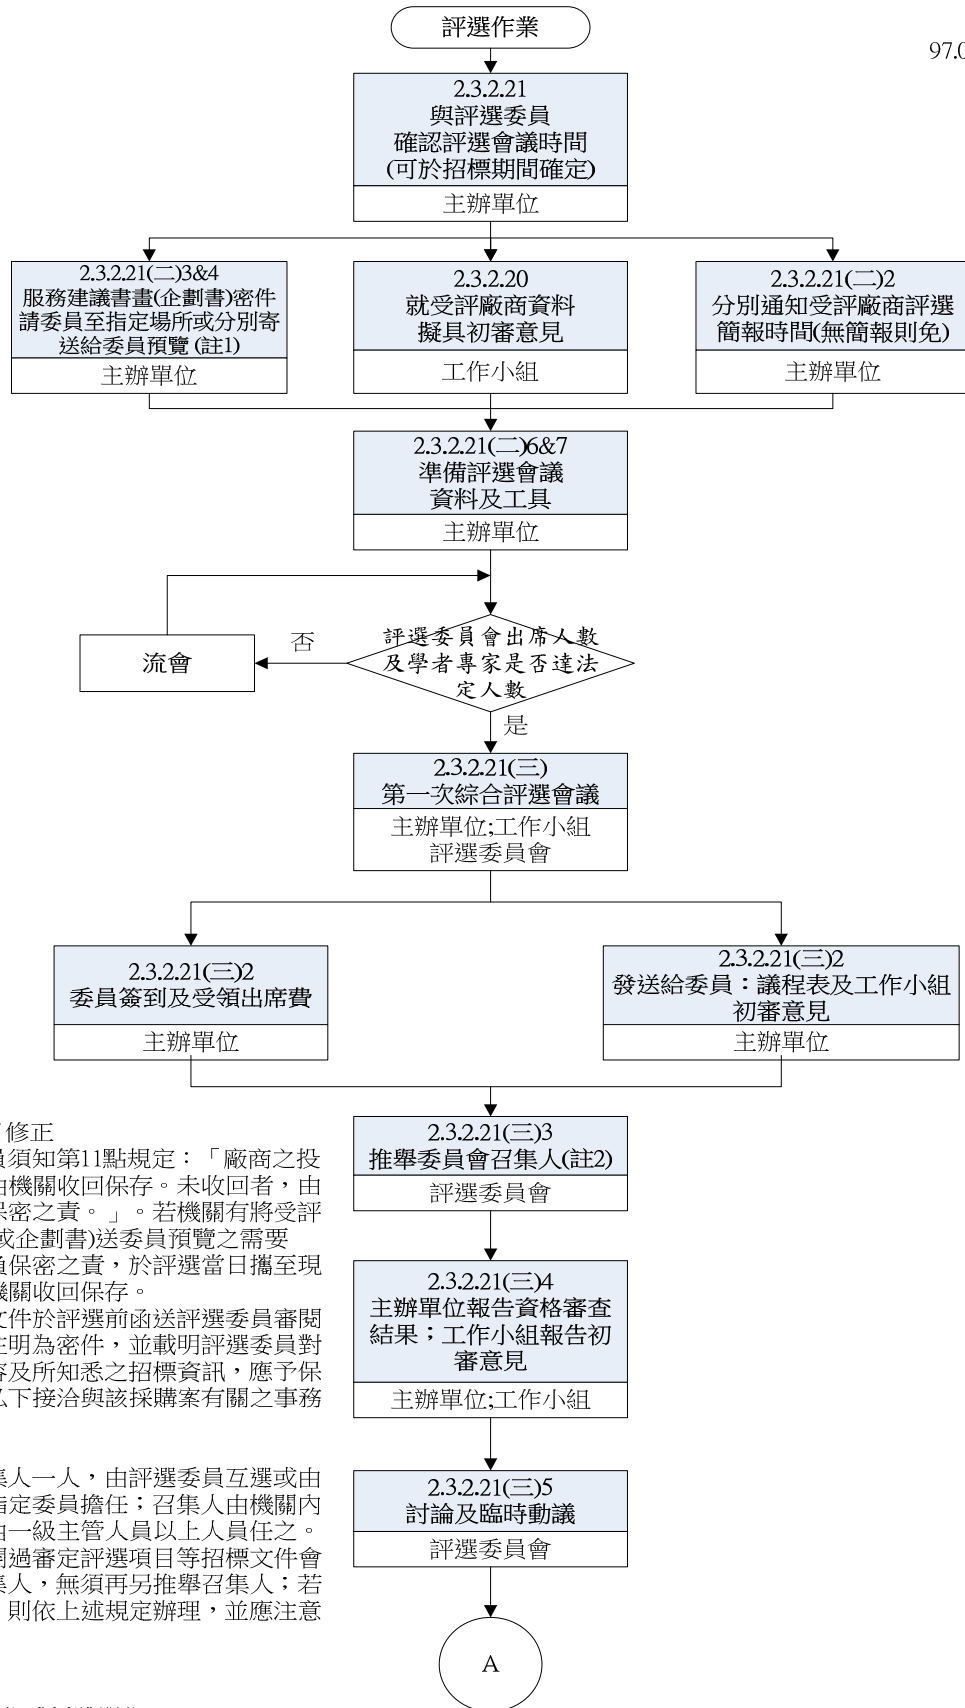 評選作業
97.0
2.3.2.21
與評選委員
確認評選會議時間
(可於招標期間確定)
主辦單位
2.3.2.21(二)3&4
服務建議書畫(企劃書)密件
請委員至指定場所或分別寄
送給委員預覽 (註1)
主辦單位
2.3.2.20
就受評廠商資料
擬具初審意見
工作小組
2.3.2.21(二)2
分別通知受評廠商評選
簡報時間(無簡報則免)
主辦單位
2.3.2.21(二)6&7
準備評選會議
資料及工具
主辦單位
評選委員會出席人數
及學者專家是否達法
定人數
否
流會
是
2.3.2.21(三)
第一次綜合評選會議
主辦單位;工作小組
評選委員會
2.3.2.21(三)2
委員簽到及受領出席費
主辦單位
2.3.2.21(三)2
發送給委員：議程表及工作小組
初審意見
主辦單位
2.3.2.21(三)3
推舉委員會召集人(註2)
評選委員會
2.3.2.21(三)4
主辦單位報告資格審查
結果；工作小組報告初
審意見
主辦單位;工作小組
2.3.2.21(三)5
討論及臨時動議
評選委員會
A
修正
員須知第11點規定：「廠商之投
由機關收回保存。未收回者，由
保密之責。」。若機關有將受評
或企劃書)送委員預覽之需要
負保密之責，於評選當日攜至現
機關收回保存。
文件於評選前函送評選委員審閱
註明為密件，並載明評選委員對
容及所知悉之招標資訊，應予保
私下接洽與該採購案有關之事務
集人一人，由評選委員互選或由
指定委員擔任；召集人由機關內
由一級主管人員以上人員任之。
開過審定評選項目等招標文件會
集人，無須再另推舉召集人；若
則依上述規定辦理，並應注意